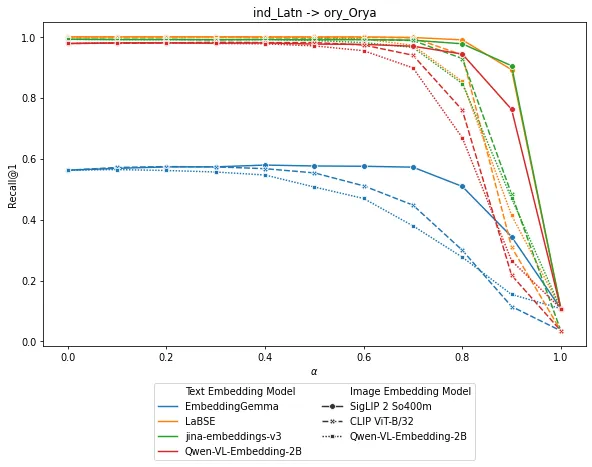 ind_Latn -> ory_Orya
1.0
0.8
0.6
0.4
0.2
0.0
Recall@1
0.0 0.2 0.4 0.6 0.8 1.0
α
Text Embedding Model Image Embedding Model
EmbeddingGemma SigLIP 2 So400m
LaBSE CLIP ViT-B/32
jina-embeddings-v3 Qwen-VL-Embedding-2B
Qwen-VL-Embedding-2B